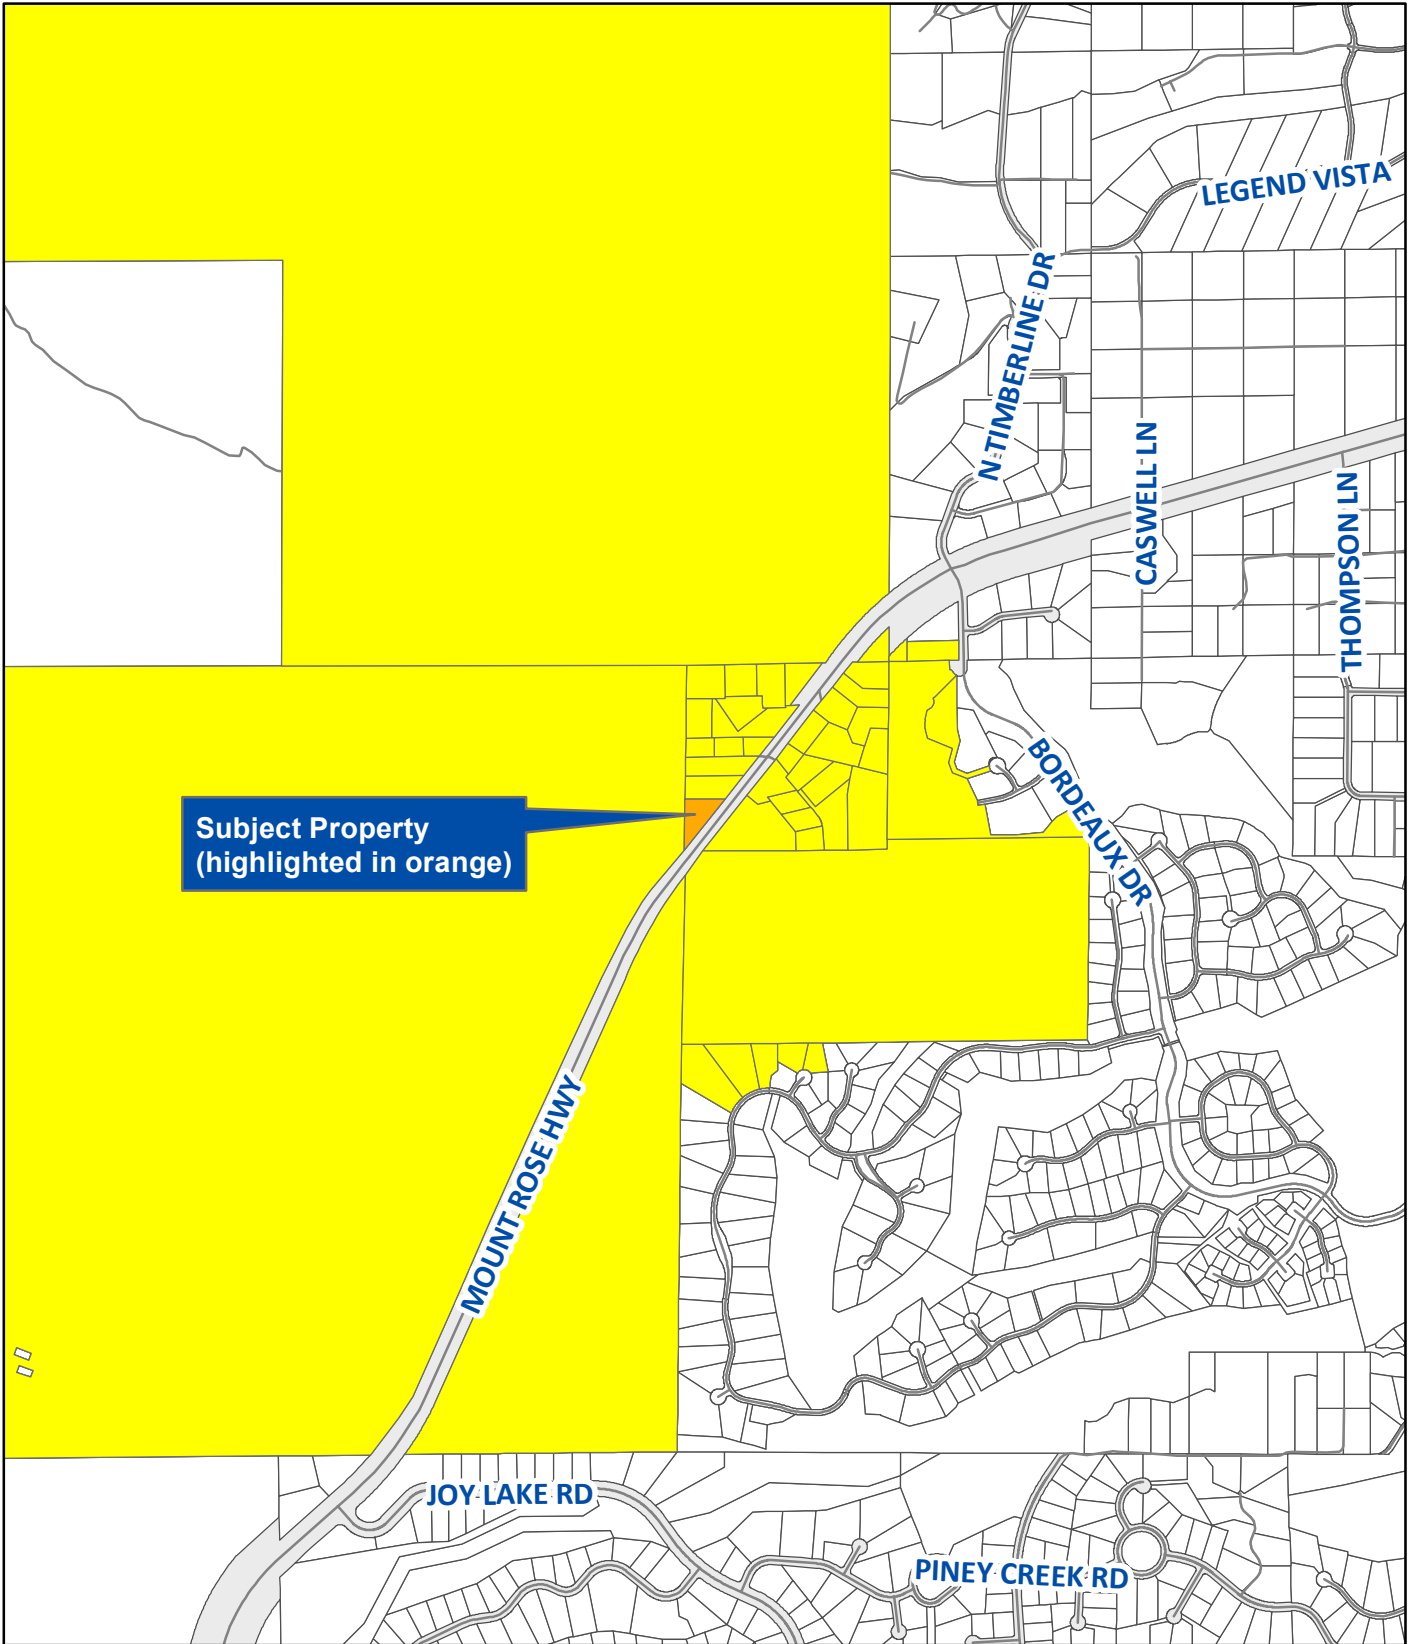 LEGEND VISTA
N TIMBERLINE DR
CASWELL LN
THOMPSON LN
BORDEAUX DR
Subject Property
(highlighted in orange)
MOUNT ROSE HWY
JOY LAKE RD
PINEY CREEK RD